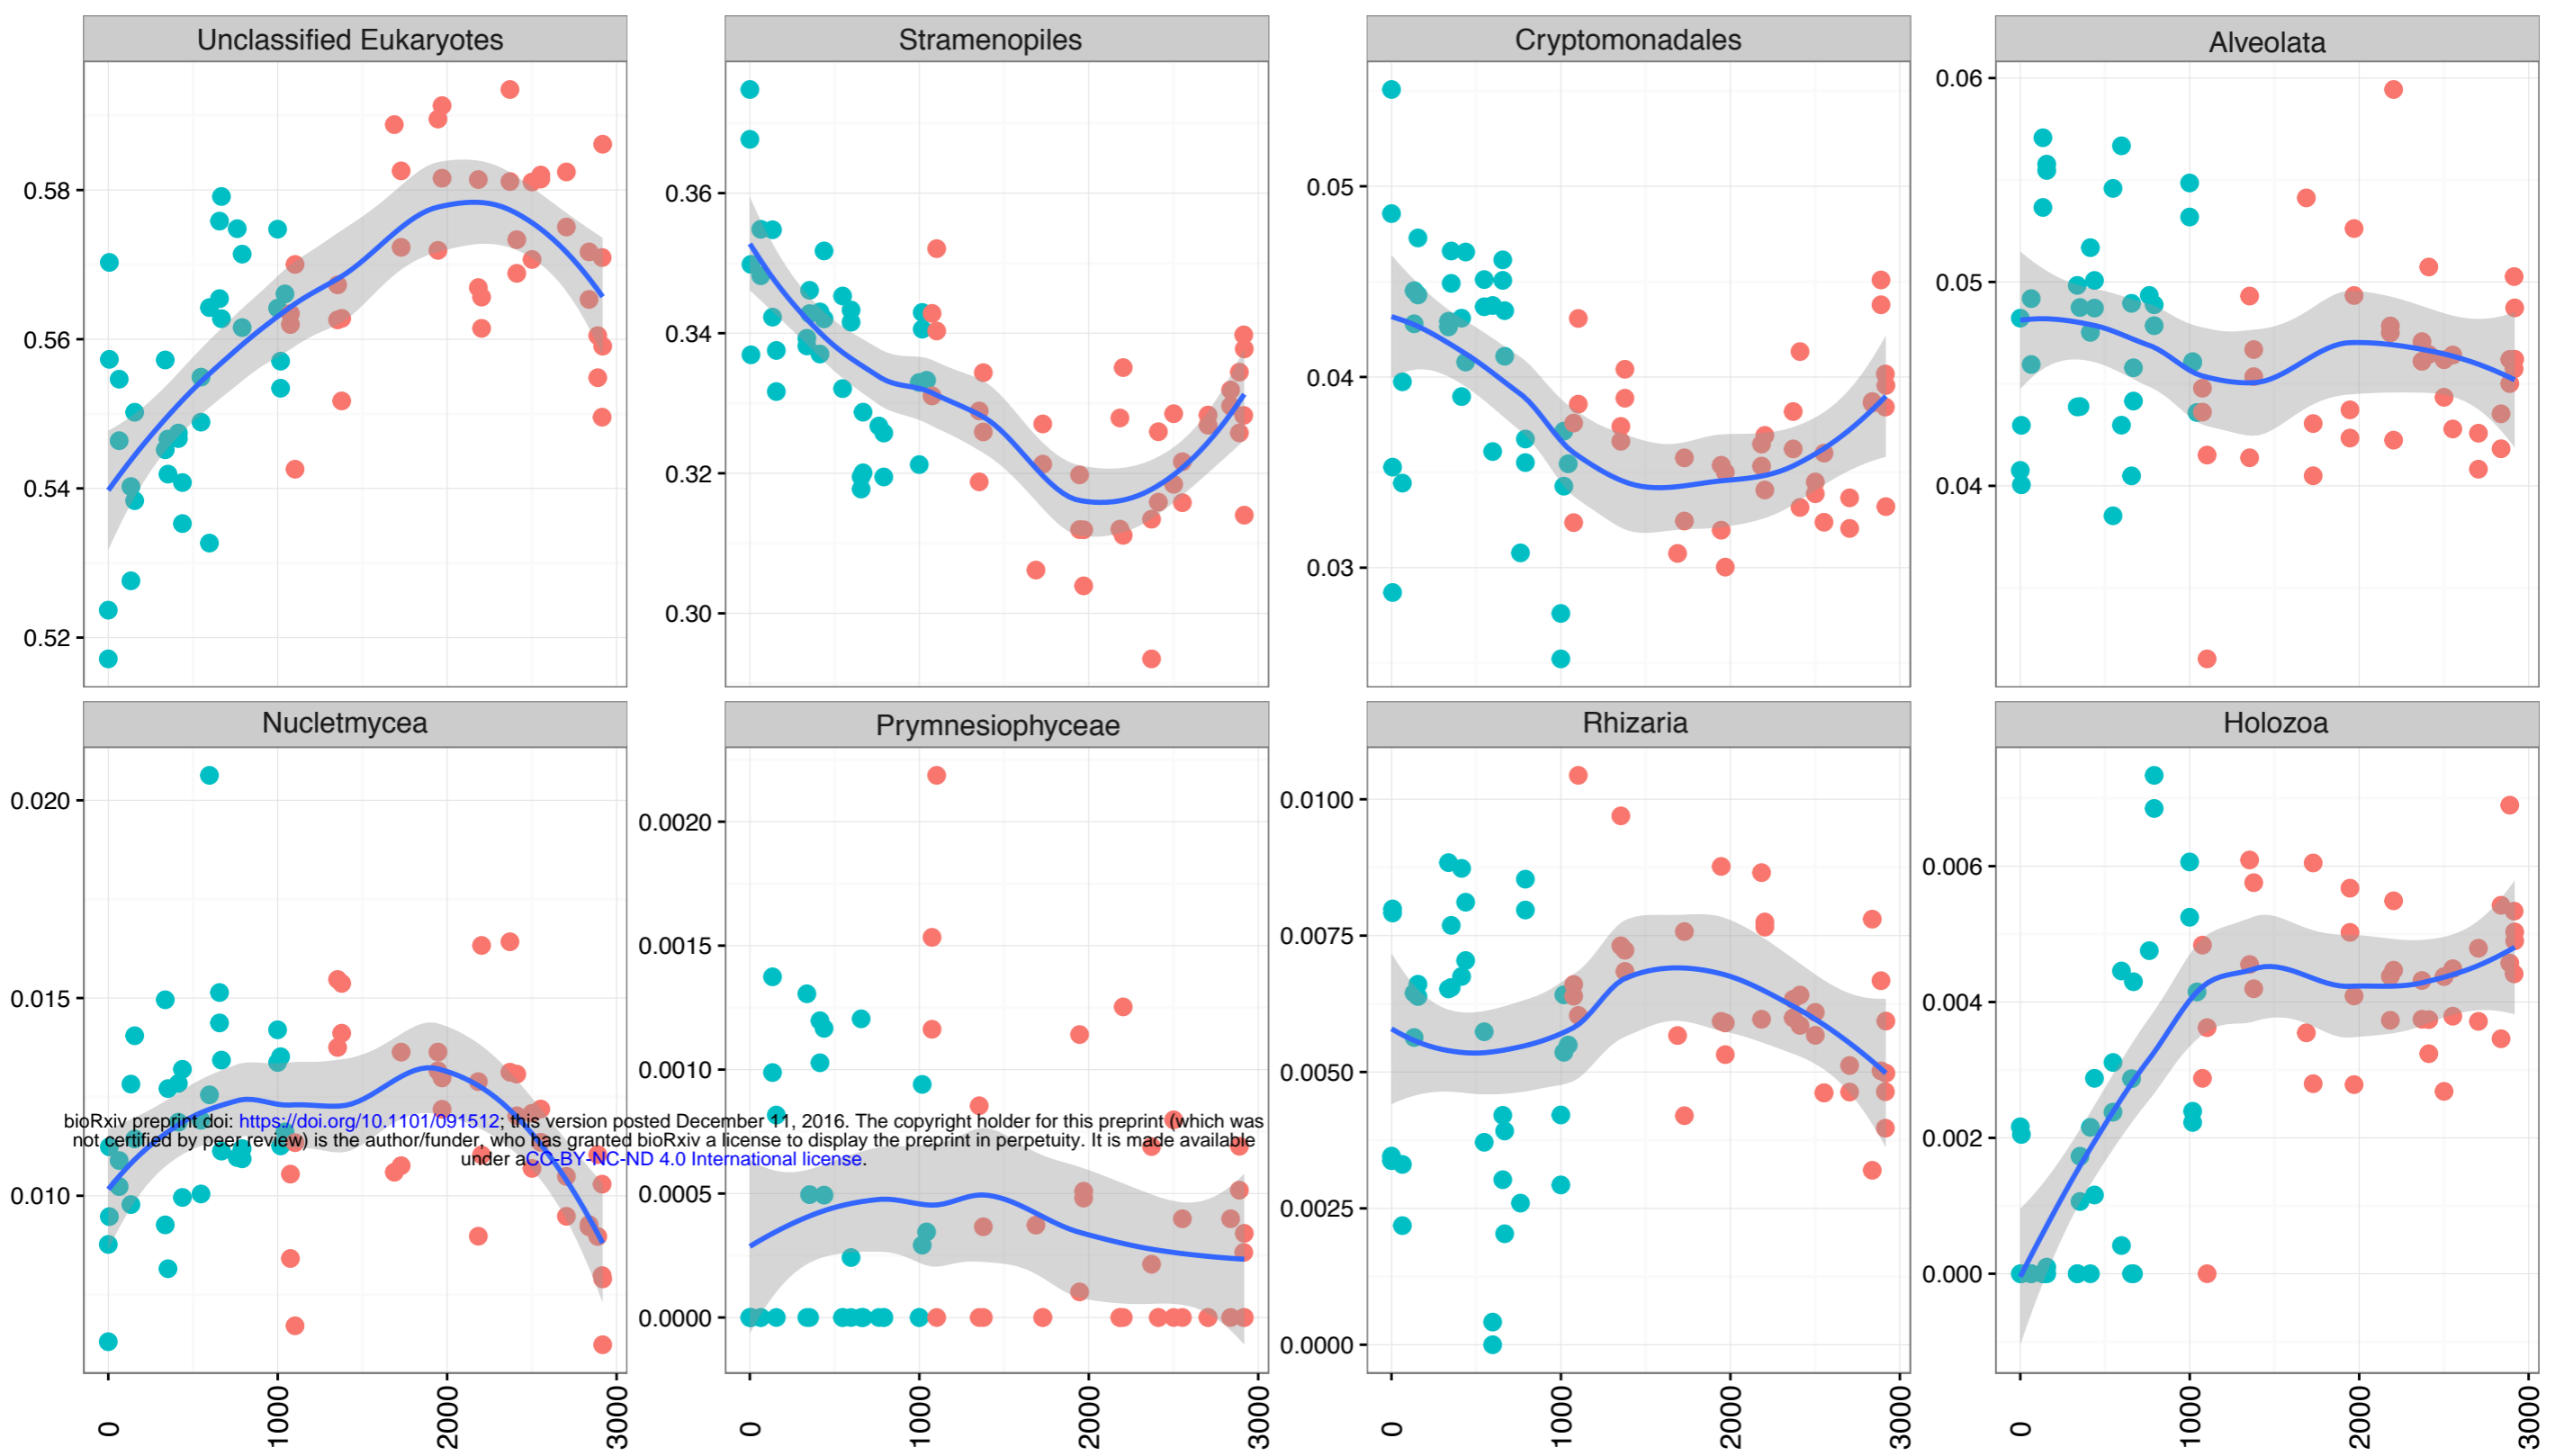 Unclassified Eukaryotes
Stramenopiles
Cryptomonadales
Alveolata
0.58
0.56
0.54
0.52
0.36
0.34
0.32
0.30
0.05
0.04
0.03
0.06
0.05
0.04
Nucletmycea
Prymnesiophyceae
Rhizaria
Holozoa
0.020
0.015
0.010
0.0020
0.0015
0.0010
0.0005
0.0000
0.0100
0.0075
0.0050
0.0025
0.0000
0.006
0.004
0.002
0.000
bioRxiv preprint doi: https://doi.org/10.1101/091512; this version posted December 11, 2016. The copyright holder for this preprint (which was
not certified by peer review) is the author/funder, who has granted bioRxiv a license to display the preprint in perpetuity. It is made available
under aCC-BY-NC-ND 4.0 International license.
0 1000 2000 3000
0 1000 2000 3000
0 1000 2000 3000
0 1000 2000 3000